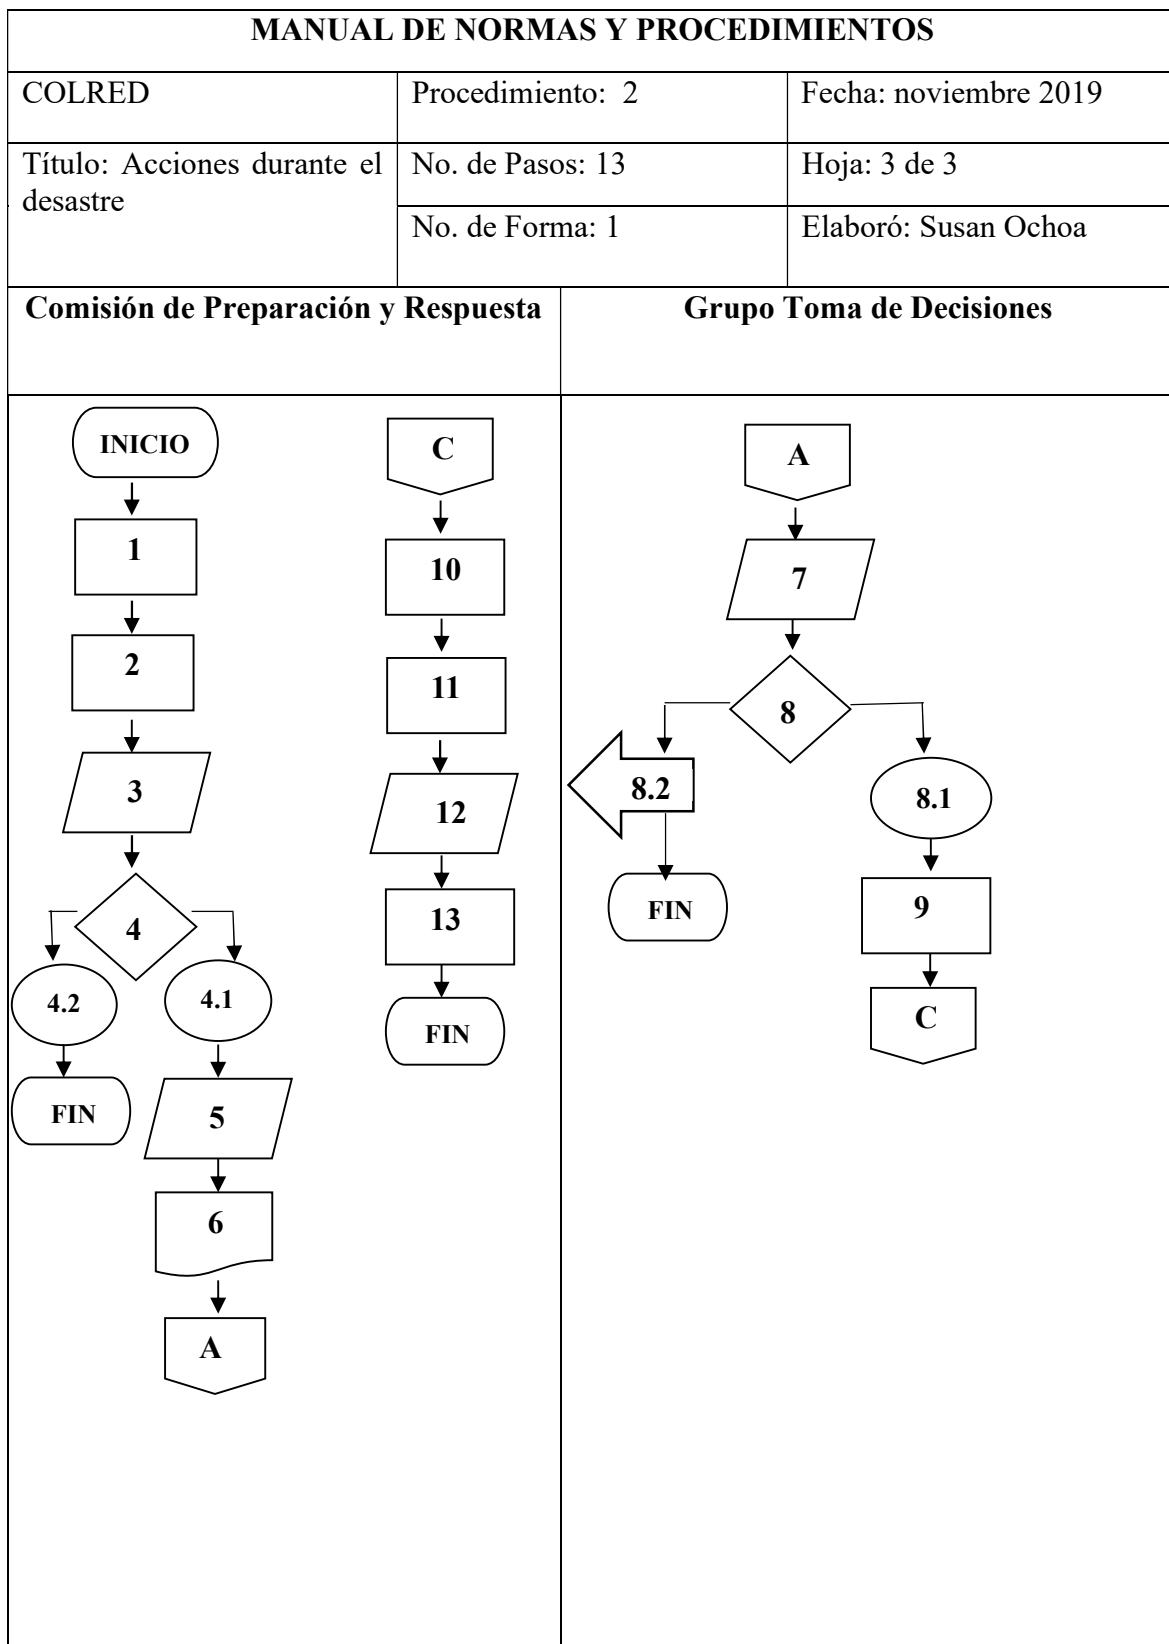 MANUAL DE NORMAS Y PROCEDIMIENTOS
COLRED
Procedimiento: 2
Fecha: noviembre 2019
Título: Acciones durante el
desastre
No. de Pasos: 13
Hoja: 3 de 3
No. de Forma: 1
Elaboró: Susan Ochoa
Comisión de Preparación y Respuesta
Grupo Toma de Decisiones
INICIO
1
2
3
4
4.2
4.1
FIN
5
6
A
C
10
11
12
13
FIN
A
7
8
8.2
8.1
FIN
9
C